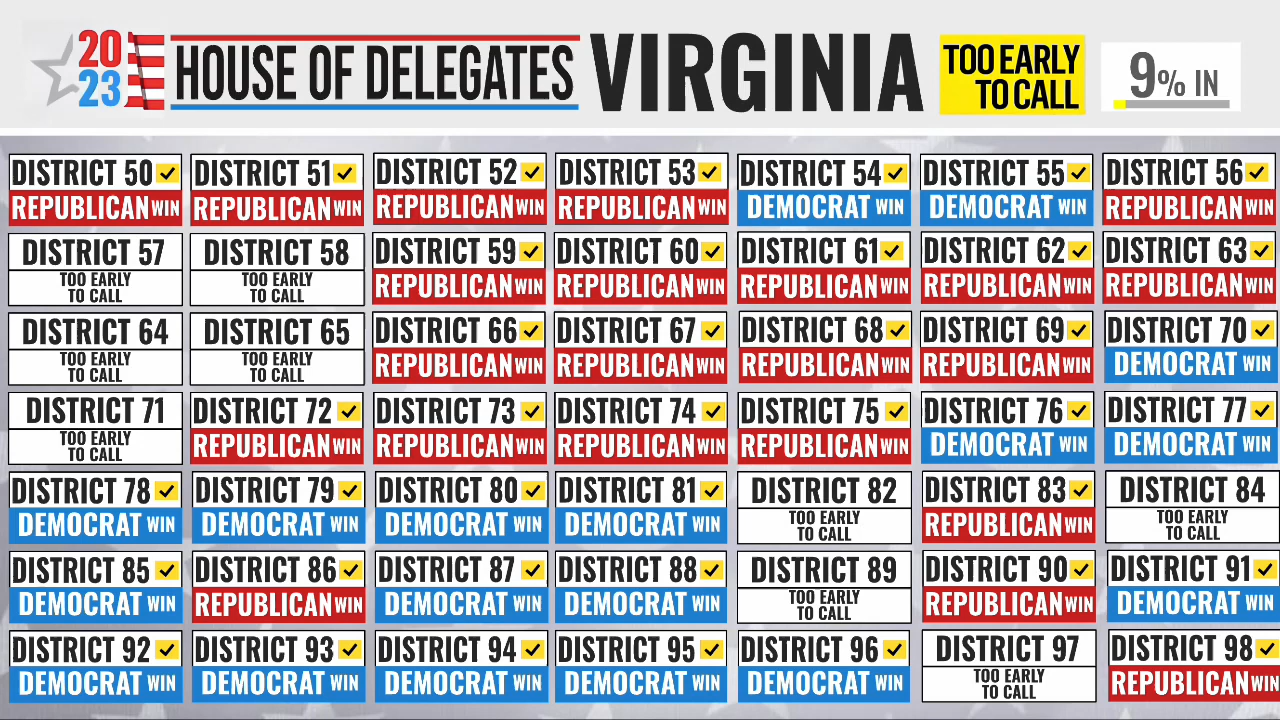 20
23
HOUSE OF DELEGATES VIRGINIA
TOO EARLY
TO CALL
9% IN
DISTRICT 50
REPUBLICAN WIN
DISTRICT 51
REPUBLICAN WIN
DISTRICT 52
REPUBLICAN WIN
DISTRICT 53
REPUBLICAN WIN
DISTRICT 54
DEMOCRAT WIN
DISTRICT 55
DEMOCRAT WIN
DISTRICT 56
REPUBLICAN WIN
DISTRICT 57
TOO EARLY
TO CALL
DISTRICT 58
TOO EARLY
TO CALL
DISTRICT 59
REPUBLICAN WIN
DISTRICT 60
REPUBLICAN WIN
DISTRICT 61
REPUBLICAN WIN
DISTRICT 62
REPUBLICAN WIN
DISTRICT 63
REPUBLICAN WIN
DISTRICT 64
TOO EARLY
TO CALL
DISTRICT 65
TOO EARLY
TO CALL
DISTRICT 66
REPUBLICAN WIN
DISTRICT 67
REPUBLICAN WIN
DISTRICT 68
REPUBLICAN WIN
DISTRICT 69
REPUBLICAN WIN
DISTRICT 70
DEMOCRAT WIN
DISTRICT 71
TOO EARLY
TO CALL
DISTRICT 72
REPUBLICAN WIN
DISTRICT 73
REPUBLICAN WIN
DISTRICT 74
REPUBLICAN WIN
DISTRICT 75
REPUBLICAN WIN
DISTRICT 76
DEMOCRAT WIN
DISTRICT 77
DEMOCRAT WIN
DISTRICT 78
DEMOCRAT WIN
DISTRICT 79
DEMOCRAT WIN
DISTRICT 80
DEMOCRAT WIN
DISTRICT 81
DEMOCRAT WIN
DISTRICT 82
TOO EARLY
TO CALL
DISTRICT 83
REPUBLICAN WIN
DISTRICT 84
TOO EARLY
TO CALL
DISTRICT 85
DEMOCRAT WIN
DISTRICT 86
REPUBLICAN WIN
DISTRICT 87
DEMOCRAT WIN
DISTRICT 88
DEMOCRAT WIN
DISTRICT 89
TOO EARLY
TO CALL
DISTRICT 90
REPUBLICAN WIN
DISTRICT 91
DEMOCRAT WIN
DISTRICT 92
DEMOCRAT WIN
DISTRICT 93
DEMOCRAT WIN
DISTRICT 94
DEMOCRAT WIN
DISTRICT 95
DEMOCRAT WIN
DISTRICT 96
DEMOCRAT WIN
DISTRICT 97
TOO EARLY
TO CALL
DISTRICT 98
REPUBLICAN WIN